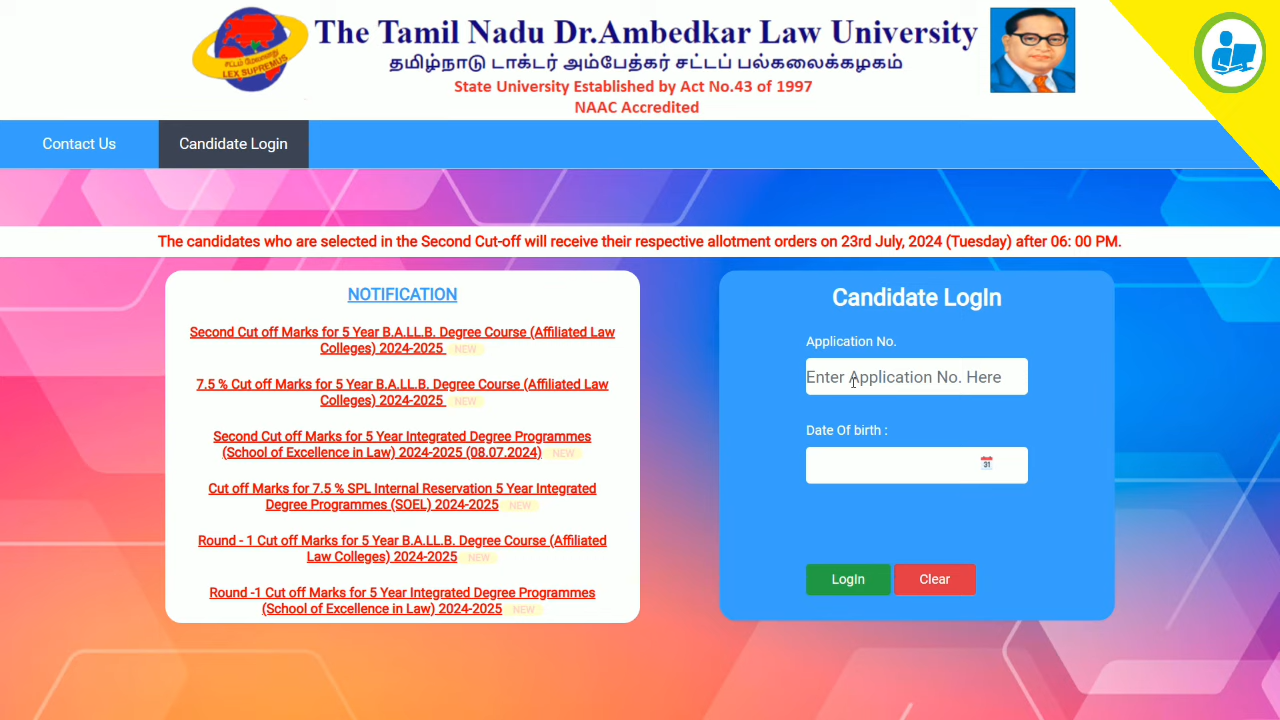 The Tamil Nadu Dr.Ambedkar Law University
தமிழ்நாடு டாக்டர் அம்பேத்கர் சட்டப் பல்கலைக்கழகம்
State University Established by Act No.43 of 1997
NAAC Accredited
LEX SUPREMUS
Contact Us
Candidate Login
The candidates who are selected in the Second Cut-off will receive their respective allotment orders on 23rd July, 2024 (Tuesday) after 06: 00 PM.
NOTIFICATION
Second Cut off Marks for 5 Year B.A.LL.B. Degree Course (Affiliated Law
Colleges) 2024-2025 NEW
7.5 % Cut off Marks for 5 Year B.A.LL.B. Degree Course (Affiliated Law
Colleges) 2024-2025 NEW
Second Cut off Marks for 5 Year Integrated Degree Programmes
(School of Excellence in Law) 2024-2025 (08.07.2024) NEW
Cut off Marks for 7.5 % SPL Internal Reservation 5 Year Integrated
Degree Programmes (SOEL) 2024-2025 NEW
Round - 1 Cut off Marks for 5 Year B.A.LL.B. Degree Course (Affiliated
Law Colleges) 2024-2025 NEW
Round -1 Cut off Marks for 5 Year Integrated Degree Programmes
(School of Excellence in Law) 2024-2025 NEW
Candidate LogIn
Application No.
Enter Application No. Here
Date Of birth :
31
LogIn
Clear